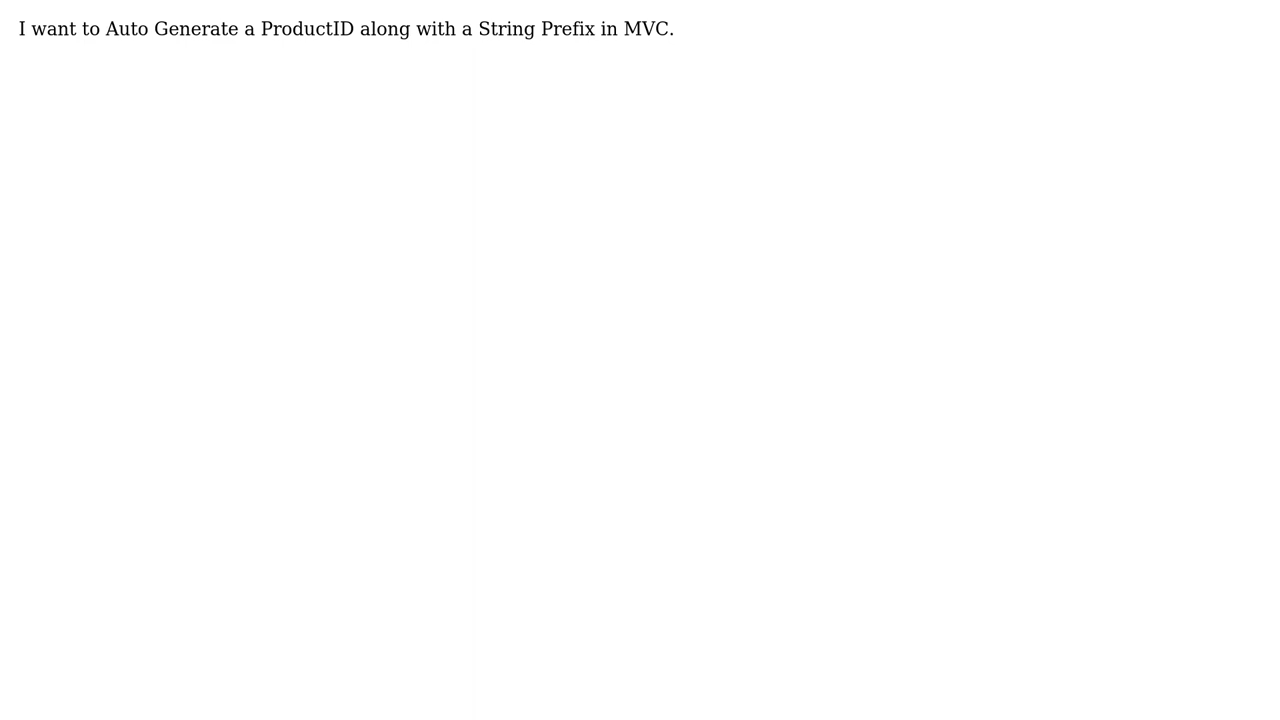 I want to Auto Generate a ProductID along with a String Prefix in MVC.